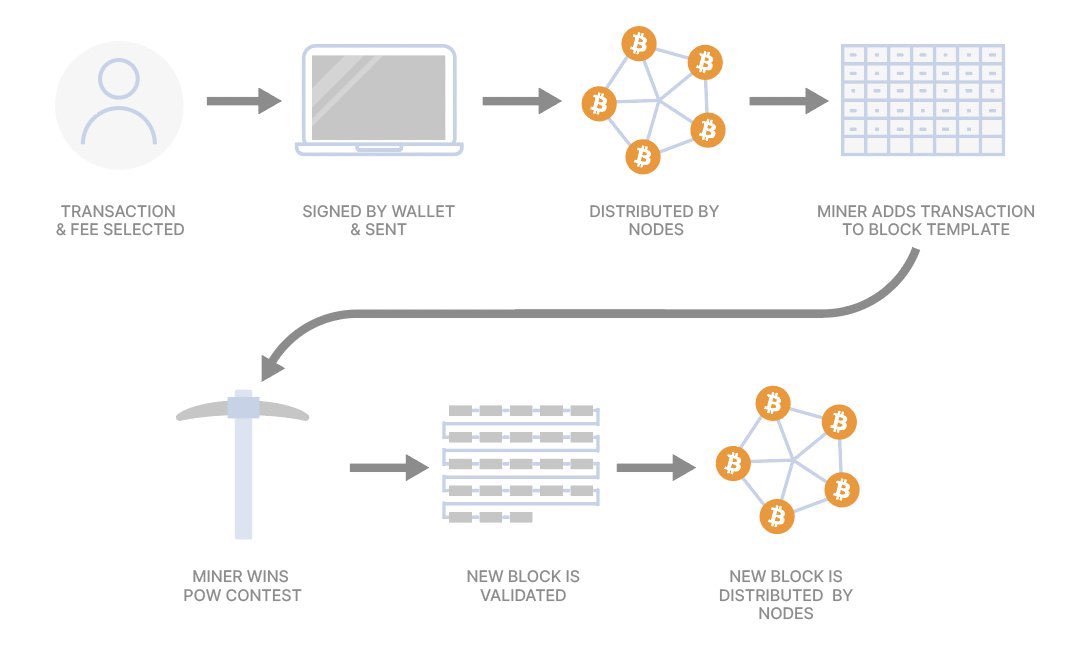 TRANSACTION
& FEE SELECTED
SIGNED BY WALLET
& SENT
DISTRIBUTED BY
NODES
MINER ADDS TRANSACTION
TO BLOCK TEMPLATE
MINER WINS
POW CONTEST
NEW BLOCK IS
VALIDATED
NEW BLOCK IS
DISTRIBUTED BY
NODES